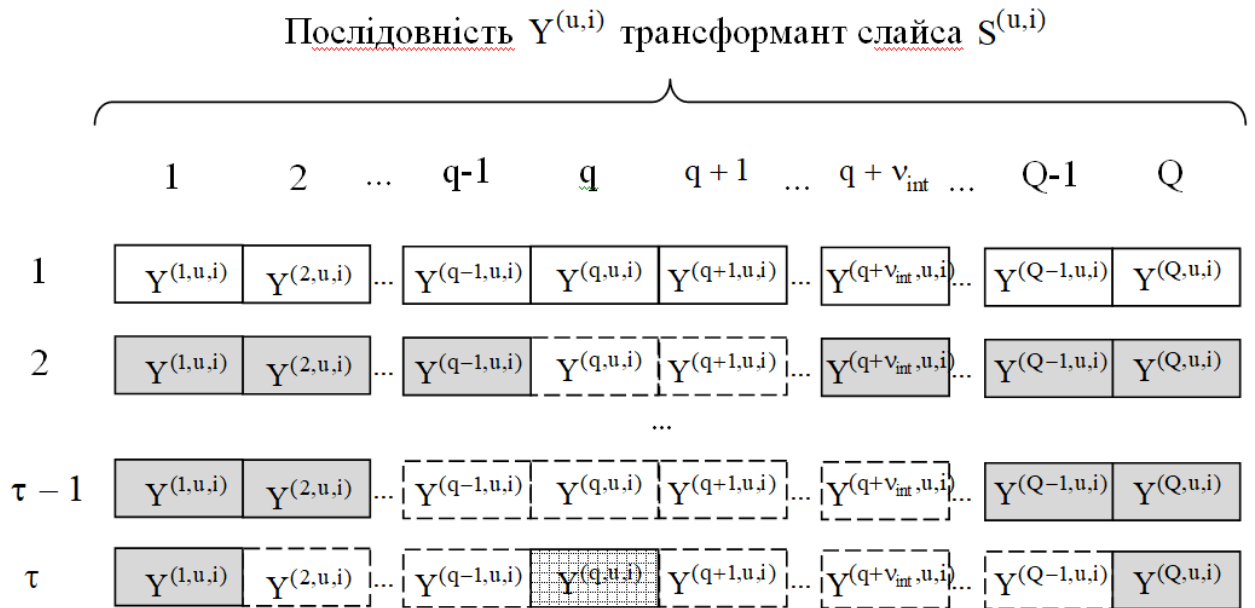 Послідовність Y^(u,i) трансформант слайса S^(u,i)
1 2 ... q-1 q q + 1 ... q + ν_int ... Q-1 Q
1 Y^(1,u,i) Y^(2,u,i) ... Y^(q−1,u,i) Y^(q,u,i) Y^(q+1,u,i) ... Y^(q+ν_int,u,i) ... Y^(Q−1,u,i) Y^(Q,u,i)
2 Y^(1,u,i) Y^(2,u,i) ... Y^(q−1,u,i) Y^(q,u,i) Y^(q+1,u,i) ... Y^(q+ν_int,u,i) ... Y^(Q−1,u,i) Y^(Q,u,i)
...
τ − 1 Y^(1,u,i) Y^(2,u,i) ... Y^(q−1,u,i) Y^(q,u,i) Y^(q+1,u,i) ... Y^(q+ν_int,u,i) ... Y^(Q−1,u,i) Y^(Q,u,i)
τ Y^(1,u,i) Y^(2,u,i) ... Y^(q−1,u,i) Y^(q,u,i) Y^(q+1,u,i) ... Y^(q+ν_int,u,i) ... Y^(Q−1,u,i) Y^(Q,u,i)